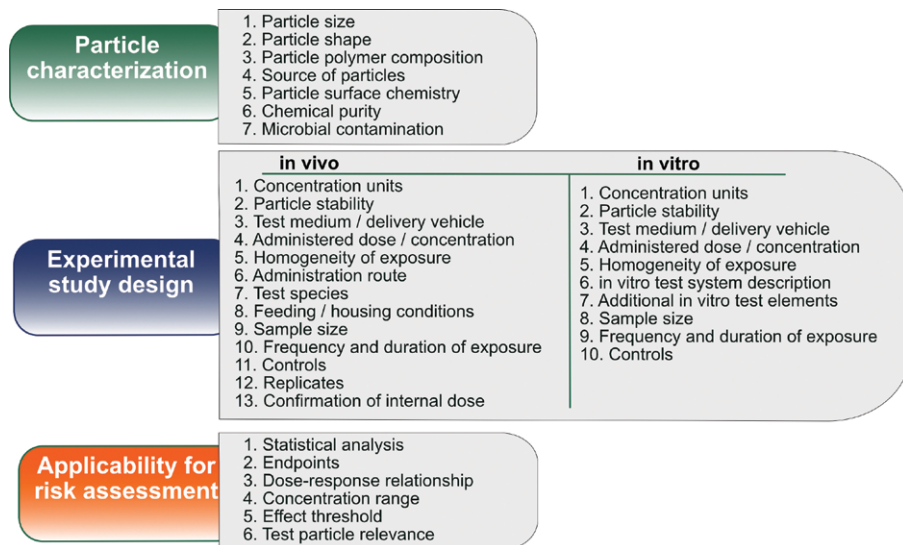 Particle
characterization
1. Particle size
2. Particle shape
3. Particle polymer composition
4. Source of particles
5. Particle surface chemistry
6. Chemical purity
7. Microbial contamination
Experimental
study design
in vivo
1. Concentration units
2. Particle stability
3. Test medium / delivery vehicle
4. Administered dose / concentration
5. Homogeneity of exposure
6. Administration route
7. Test species
8. Feeding / housing conditions
9. Sample size
10. Frequency and duration of exposure
11. Controls
12. Replicates
13. Confirmation of internal dose
in vitro
1. Concentration units
2. Particle stability
3. Test medium / delivery vehicle
4. Administered dose / concentration
5. Homogeneity of exposure
6. in vitro test system description
7. Additional in vitro test elements
8. Sample size
9. Frequency and duration of exposure
10. Controls
Applicability for
risk assessment
1. Statistical analysis
2. Endpoints
3. Dose-response relationship
4. Concentration range
5. Effect threshold
6. Test particle relevance